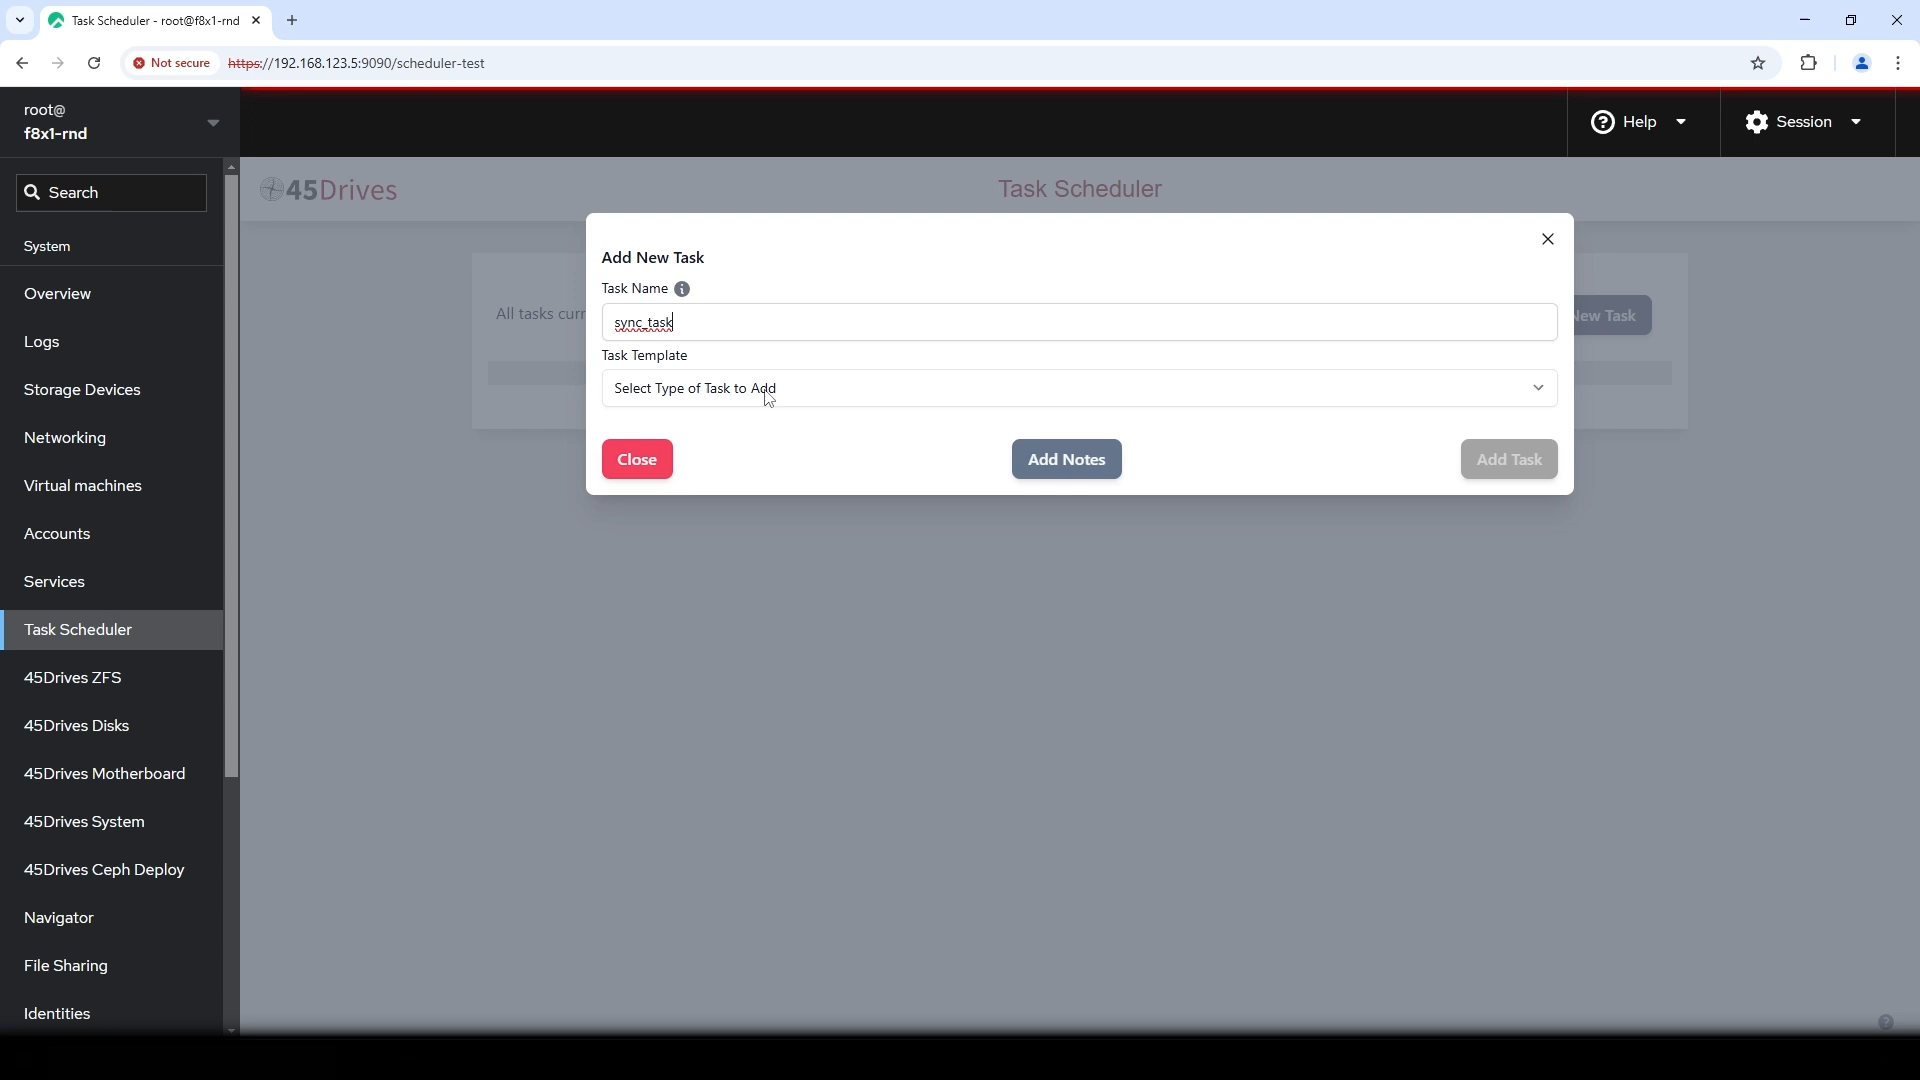 Task Scheduler - root@f8x1-rnd
Not secure https://192.168.123.5:9090/scheduler-test
root@
f8x1-rnd
Help
Session
Search
System
Overview
Logs
Storage Devices
Networking
Virtual machines
Accounts
Services
Task Scheduler
45Drives ZFS
45Drives Disks
45Drives Motherboard
45Drives System
45Drives Ceph Deploy
Navigator
File Sharing
Identities
45Drives
Task Scheduler
All tasks curr
New Task
Add New Task
Task Name
sync_task
Task Template
Select Type of Task to Add
Close
Add Notes
Add Task